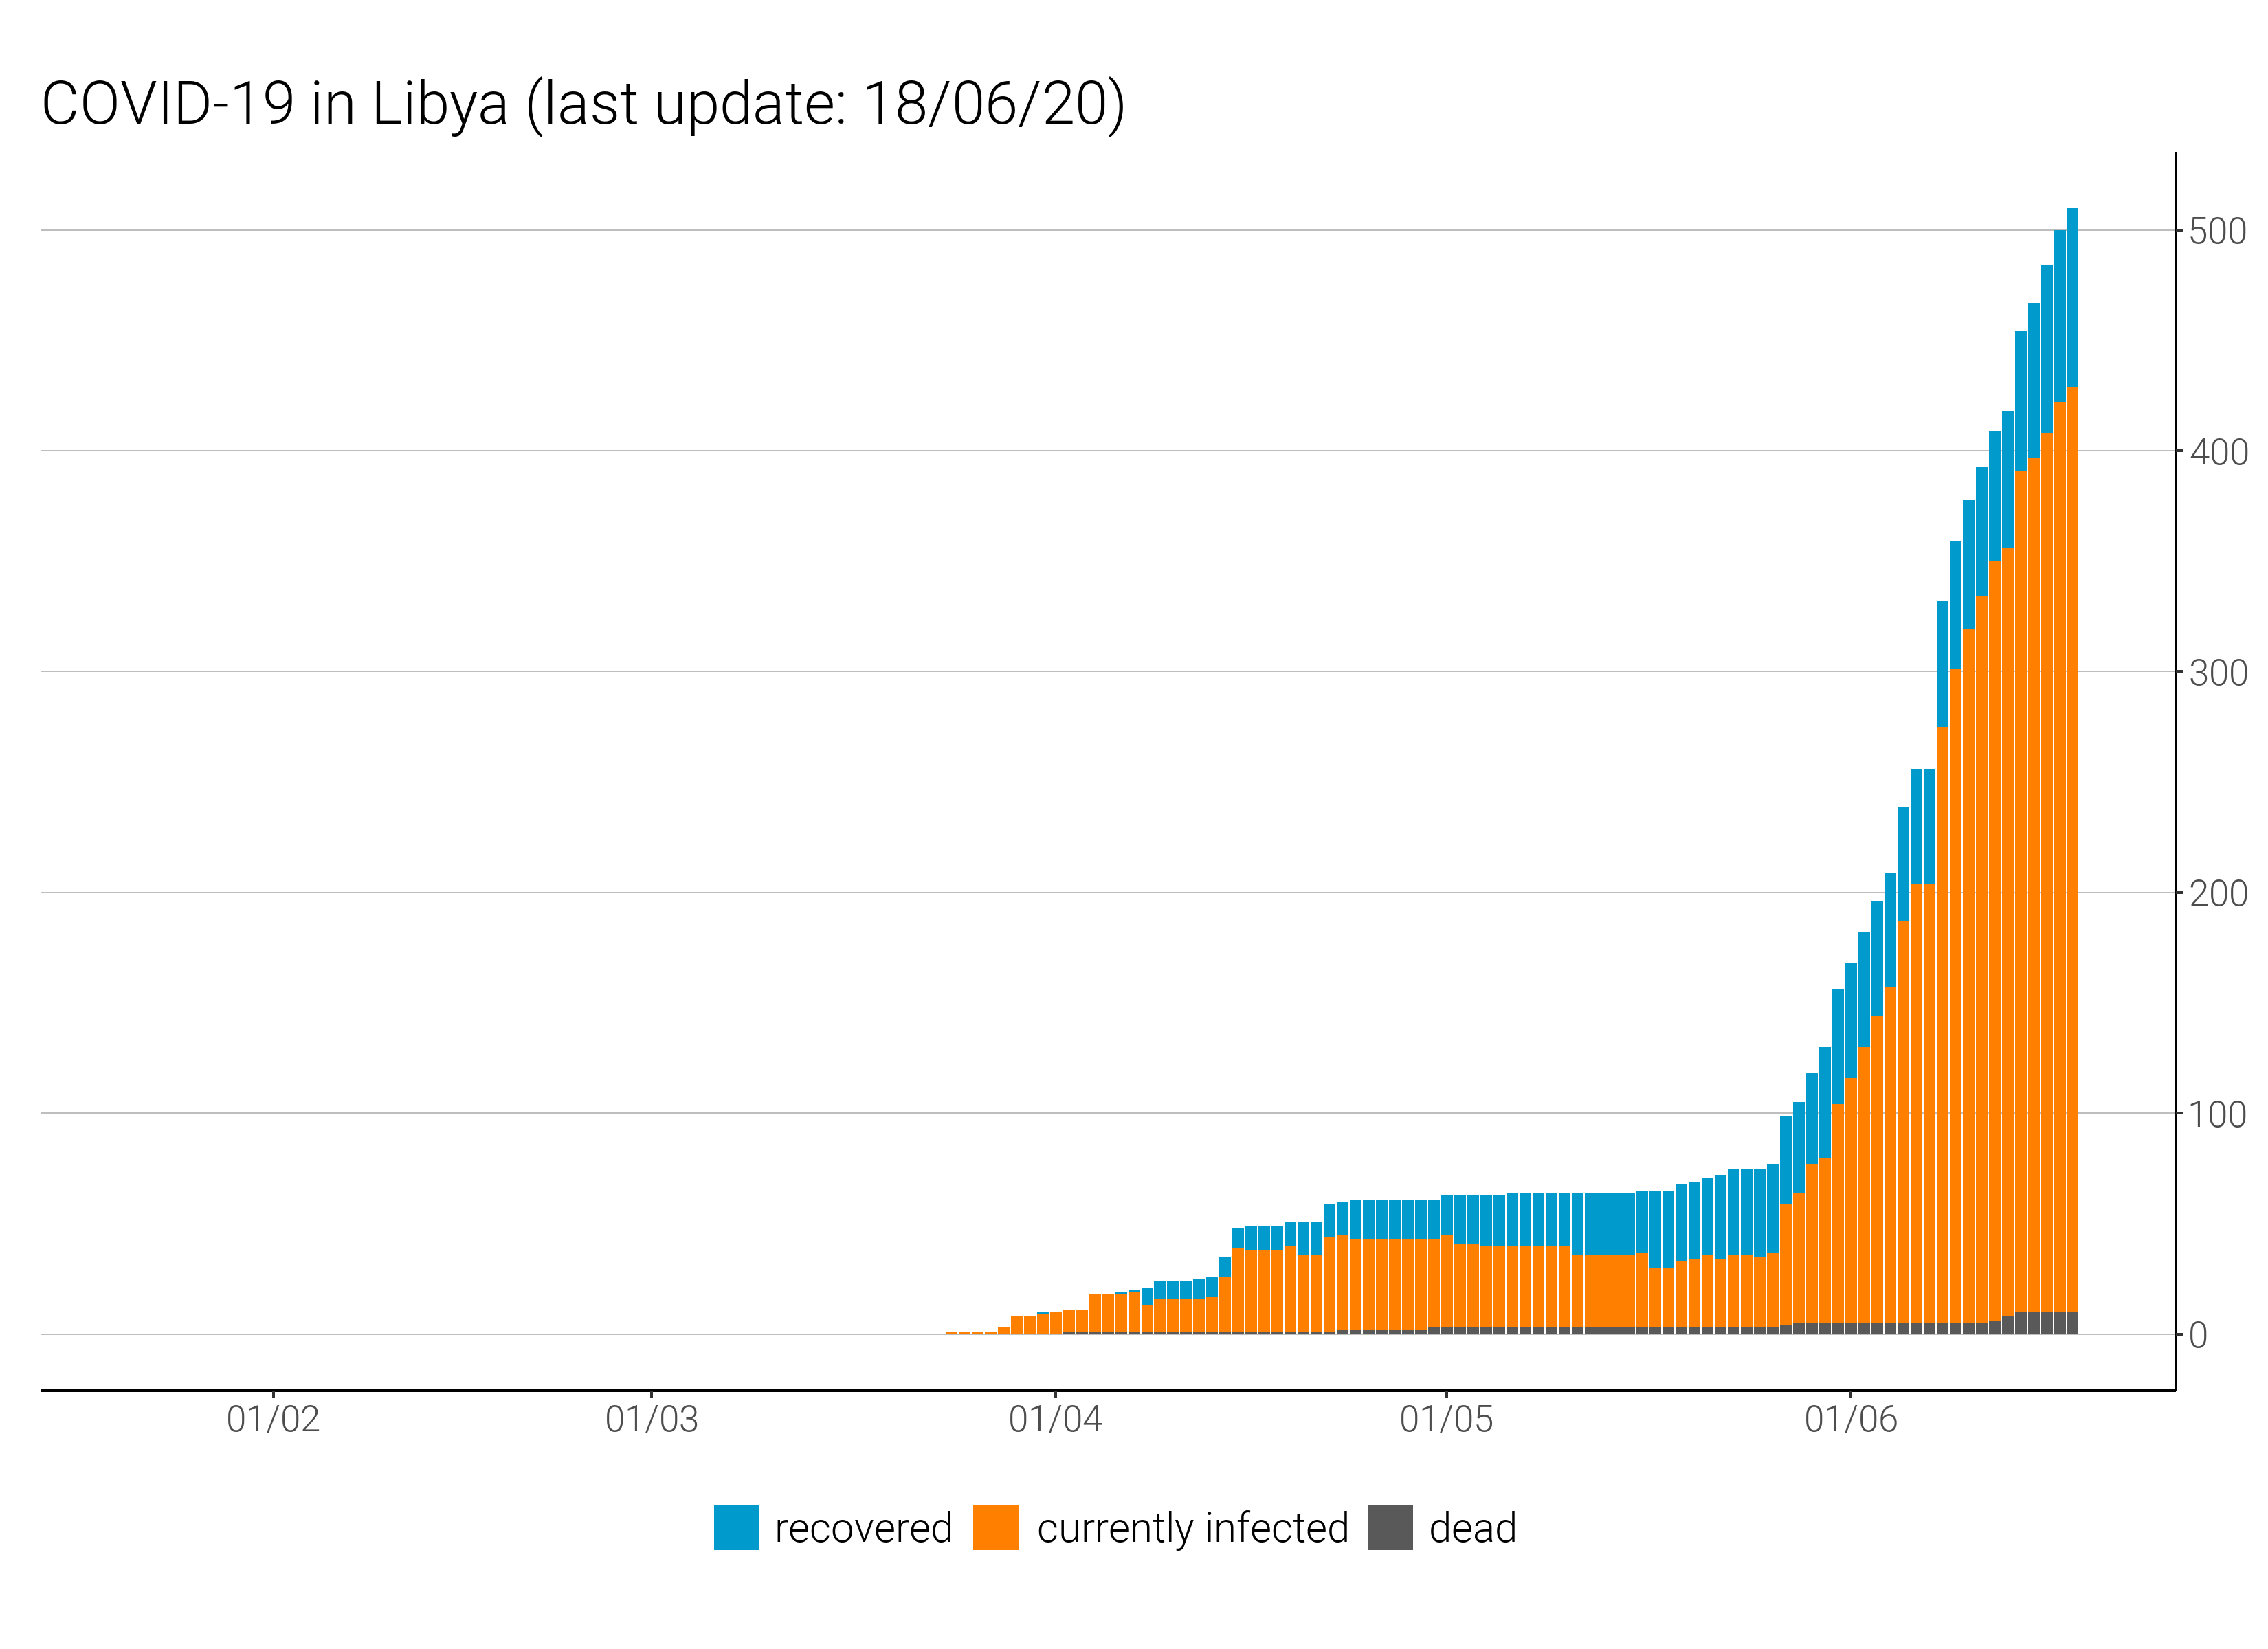 COVID-19 in Libya (last update: 18/06/20)
500
400
300
200
100
0
01/02 01/03 01/04 01/05 01/06
recovered currently infected dead